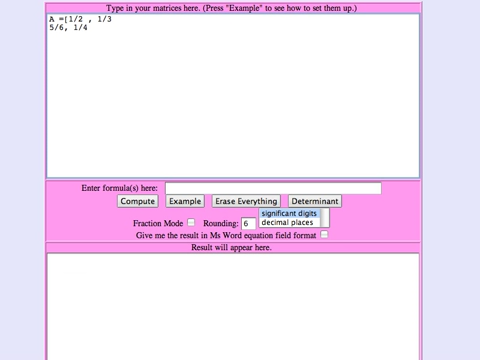 Type in your matrices here. (Press "Example" to see how to set them up.)
A =[1/2 , 1/3
5/6, 1/4
Enter formula(s) here:
Compute Example Erase Everything Determinant
significant digits
Fraction Mode Rounding: 6 decimal places
Give me the result in Ms Word equation field format
Result will appear here.